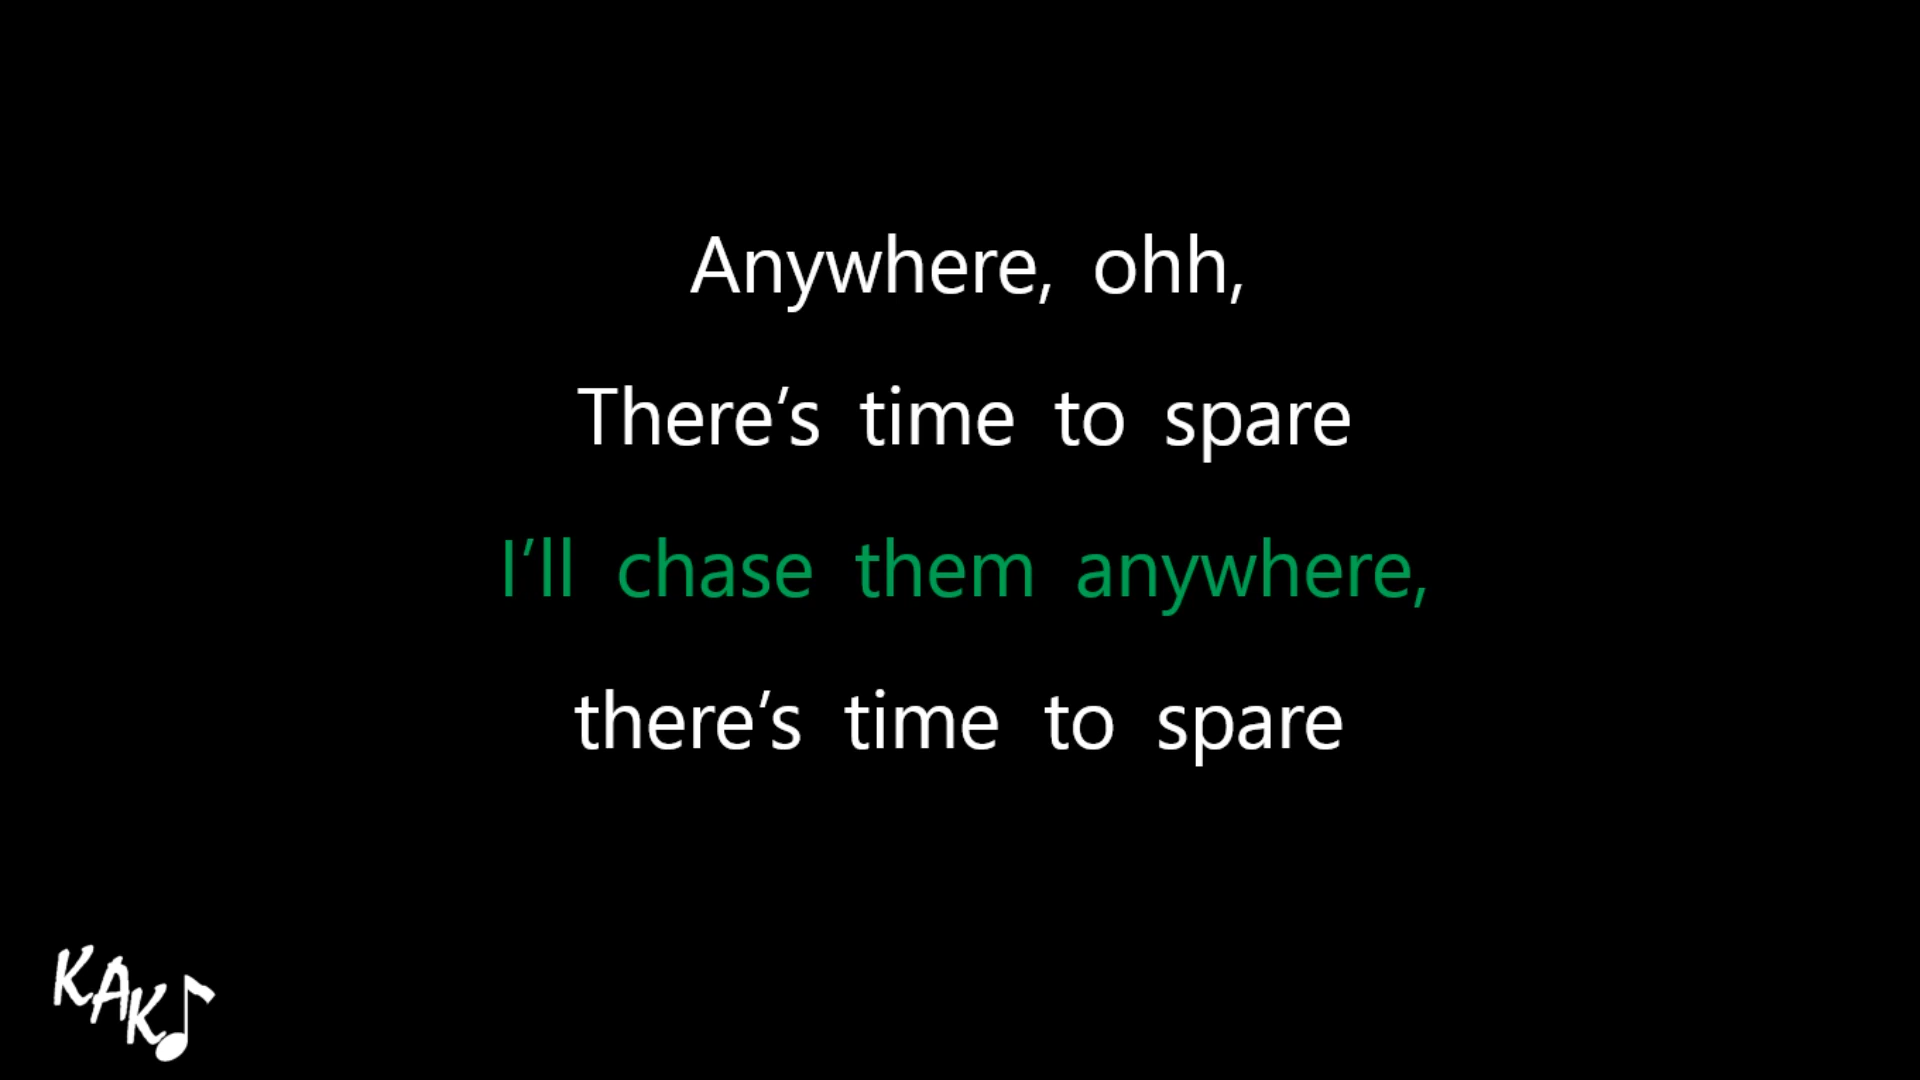 Anywhere, ohh,
There’s time to spare
I’ll chase them anywhere,
there’s time to spare
KAK